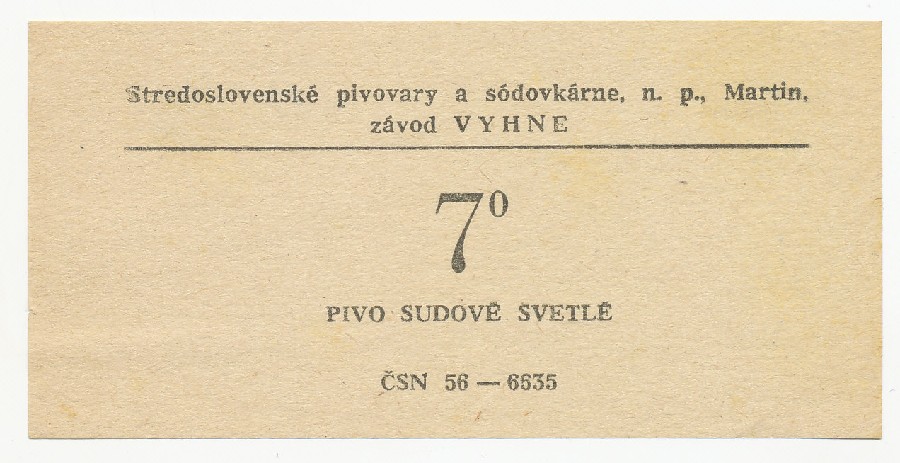 Stredoslovenské pivovary a sódovkárne, n. p., Martin,
závod VYHNE
7⁰
PIVO SUDOVÉ SVETLÉ
ČSN 56 — 6635